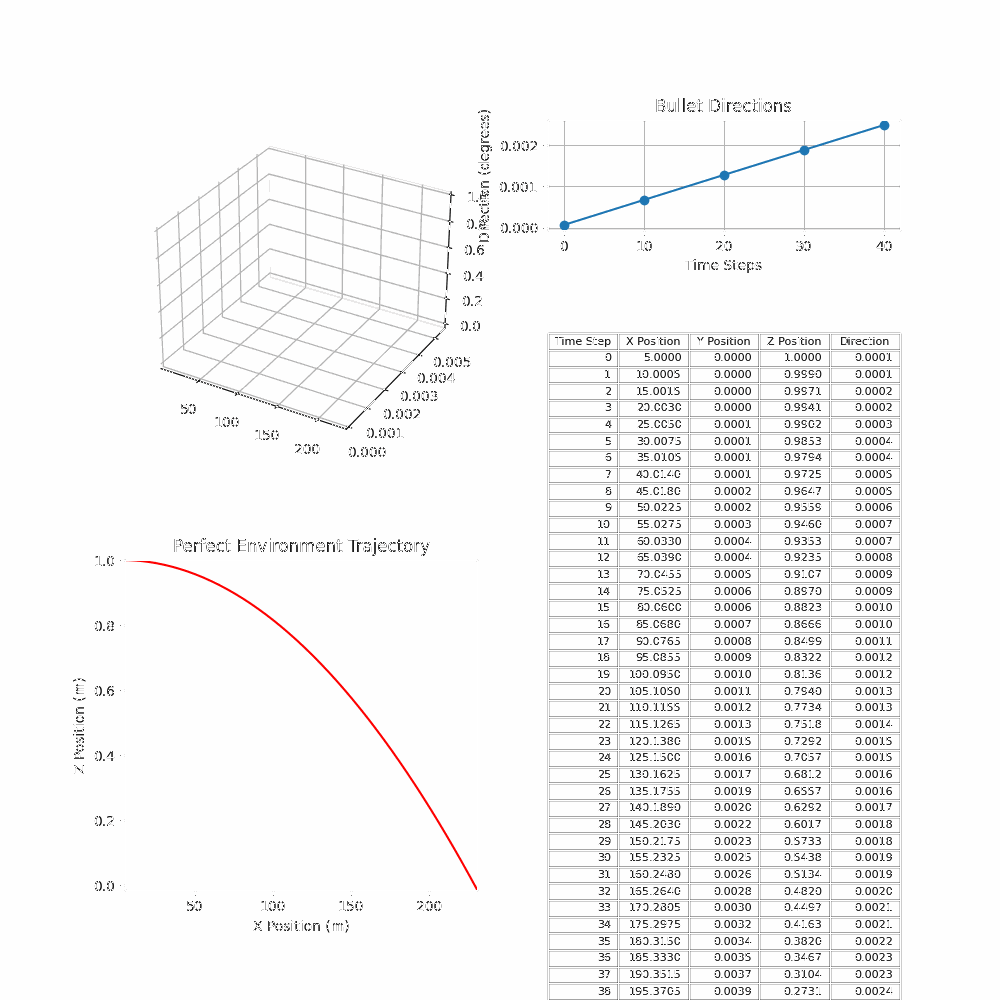 Bullet Directions
Direction (degrees)
0.002
0.001
0.000
0 10 20 30 40
Time Steps
1.0
0.8
0.6
0.4
0.2
0.0
0.005
0.004
0.003
0.002
0.001
0.000
50 100 150 200
Perfect Environment Trajectory
1.0
0.8
0.6
0.4
0.2
0.0
Z Position (m)
50 100 150 200
X Position (m)
Time Step X Position Y Position Z Position Direction
0 5.0000 0.0000 1.0000 0.0001
1 10.0005 0.0000 0.9990 0.0001
2 15.0015 0.0000 0.9971 0.0002
3 20.0030 0.0000 0.9941 0.0002
4 25.0050 0.0001 0.9902 0.0003
5 30.0075 0.0001 0.9853 0.0004
6 35.0105 0.0001 0.9794 0.0004
7 40.0140 0.0001 0.9725 0.0005
8 45.0180 0.0002 0.9647 0.0005
9 50.0225 0.0002 0.9559 0.0006
10 55.0275 0.0003 0.9460 0.0007
11 60.0330 0.0004 0.9353 0.0007
12 65.0390 0.0004 0.9235 0.0008
13 70.0455 0.0005 0.9107 0.0009
14 75.0525 0.0006 0.8970 0.0009
15 80.0600 0.0006 0.8823 0.0010
16 85.0680 0.0007 0.8666 0.0010
17 90.0765 0.0008 0.8499 0.0011
18 95.0855 0.0009 0.8322 0.0012
19 100.0950 0.0010 0.8136 0.0012
20 105.1050 0.0011 0.7940 0.0013
21 110.1155 0.0012 0.7734 0.0013
22 115.1265 0.0013 0.7518 0.0014
23 120.1380 0.0015 0.7292 0.0015
24 125.1500 0.0016 0.7057 0.0015
25 130.1625 0.0017 0.6812 0.0016
26 135.1755 0.0019 0.6557 0.0016
27 140.1890 0.0020 0.6292 0.0017
28 145.2030 0.0022 0.6017 0.0018
29 150.2175 0.0023 0.5733 0.0018
30 155.2325 0.0025 0.5438 0.0019
31 160.2480 0.0026 0.5134 0.0019
32 165.2640 0.0028 0.4820 0.0020
33 170.2805 0.0030 0.4497 0.0021
34 175.2975 0.0032 0.4163 0.0021
35 180.3150 0.0034 0.3820 0.0022
36 185.3330 0.0035 0.3467 0.0023
37 190.3515 0.0037 0.3104 0.0023
38 195.3705 0.0039 0.2731 0.0024